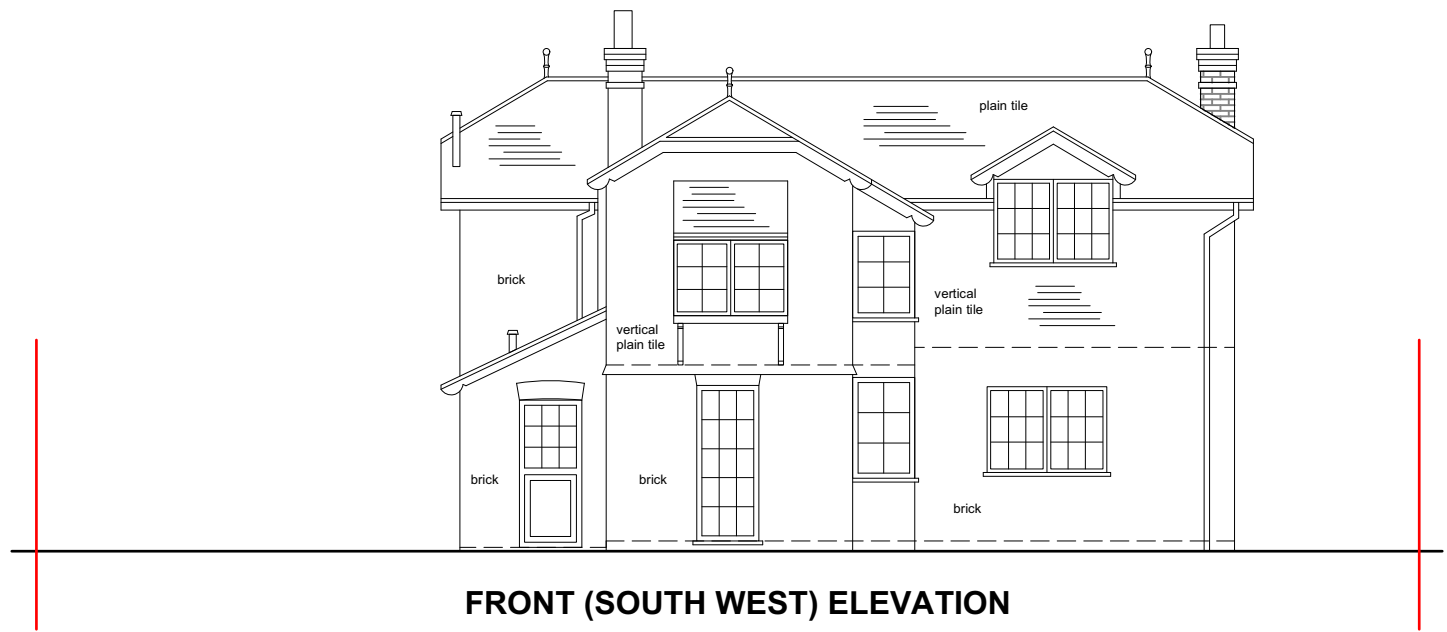 plain tile
brick
vertical
plain tile
vertical
plain tile
brick
brick
brick
FRONT (SOUTH WEST) ELEVATION